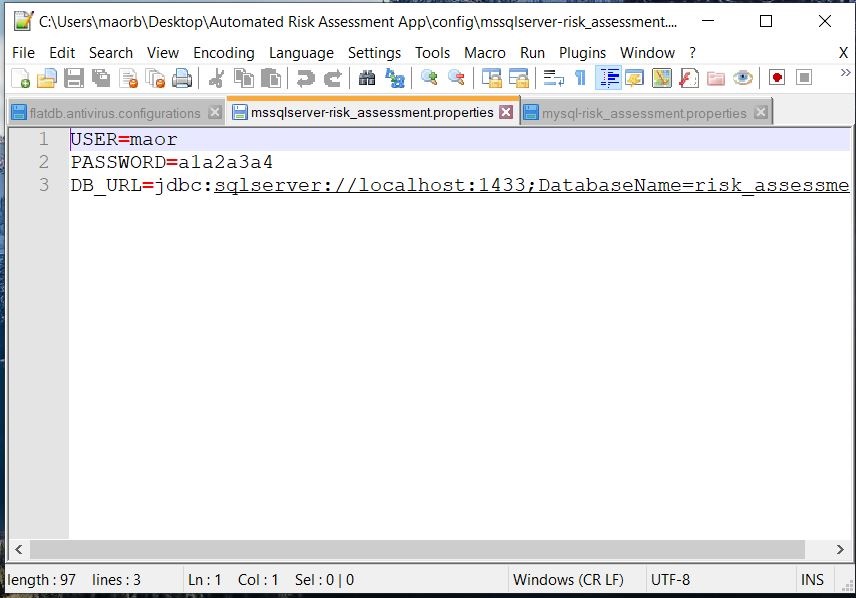 C:\Users\maorb\Desktop\Automated Risk Assessment App\config\mssqlserver-risk_assessment....
File Edit Search View Encoding Language Settings Tools Macro Run Plugins Window ? X
flatdb.antivirus.configurations mssqlserver-risk_assessment.properties mysql-risk_assessment.properties
1 USER=maor
2 PASSWORD=a1a2a3a4
3 DB_URL=jdbc:sqlserver://localhost:1433;DatabaseName=risk_assessme
length : 97 lines : 3 Ln : 1 Col : 1 Sel : 0 | 0 Windows (CR LF) UTF-8 INS